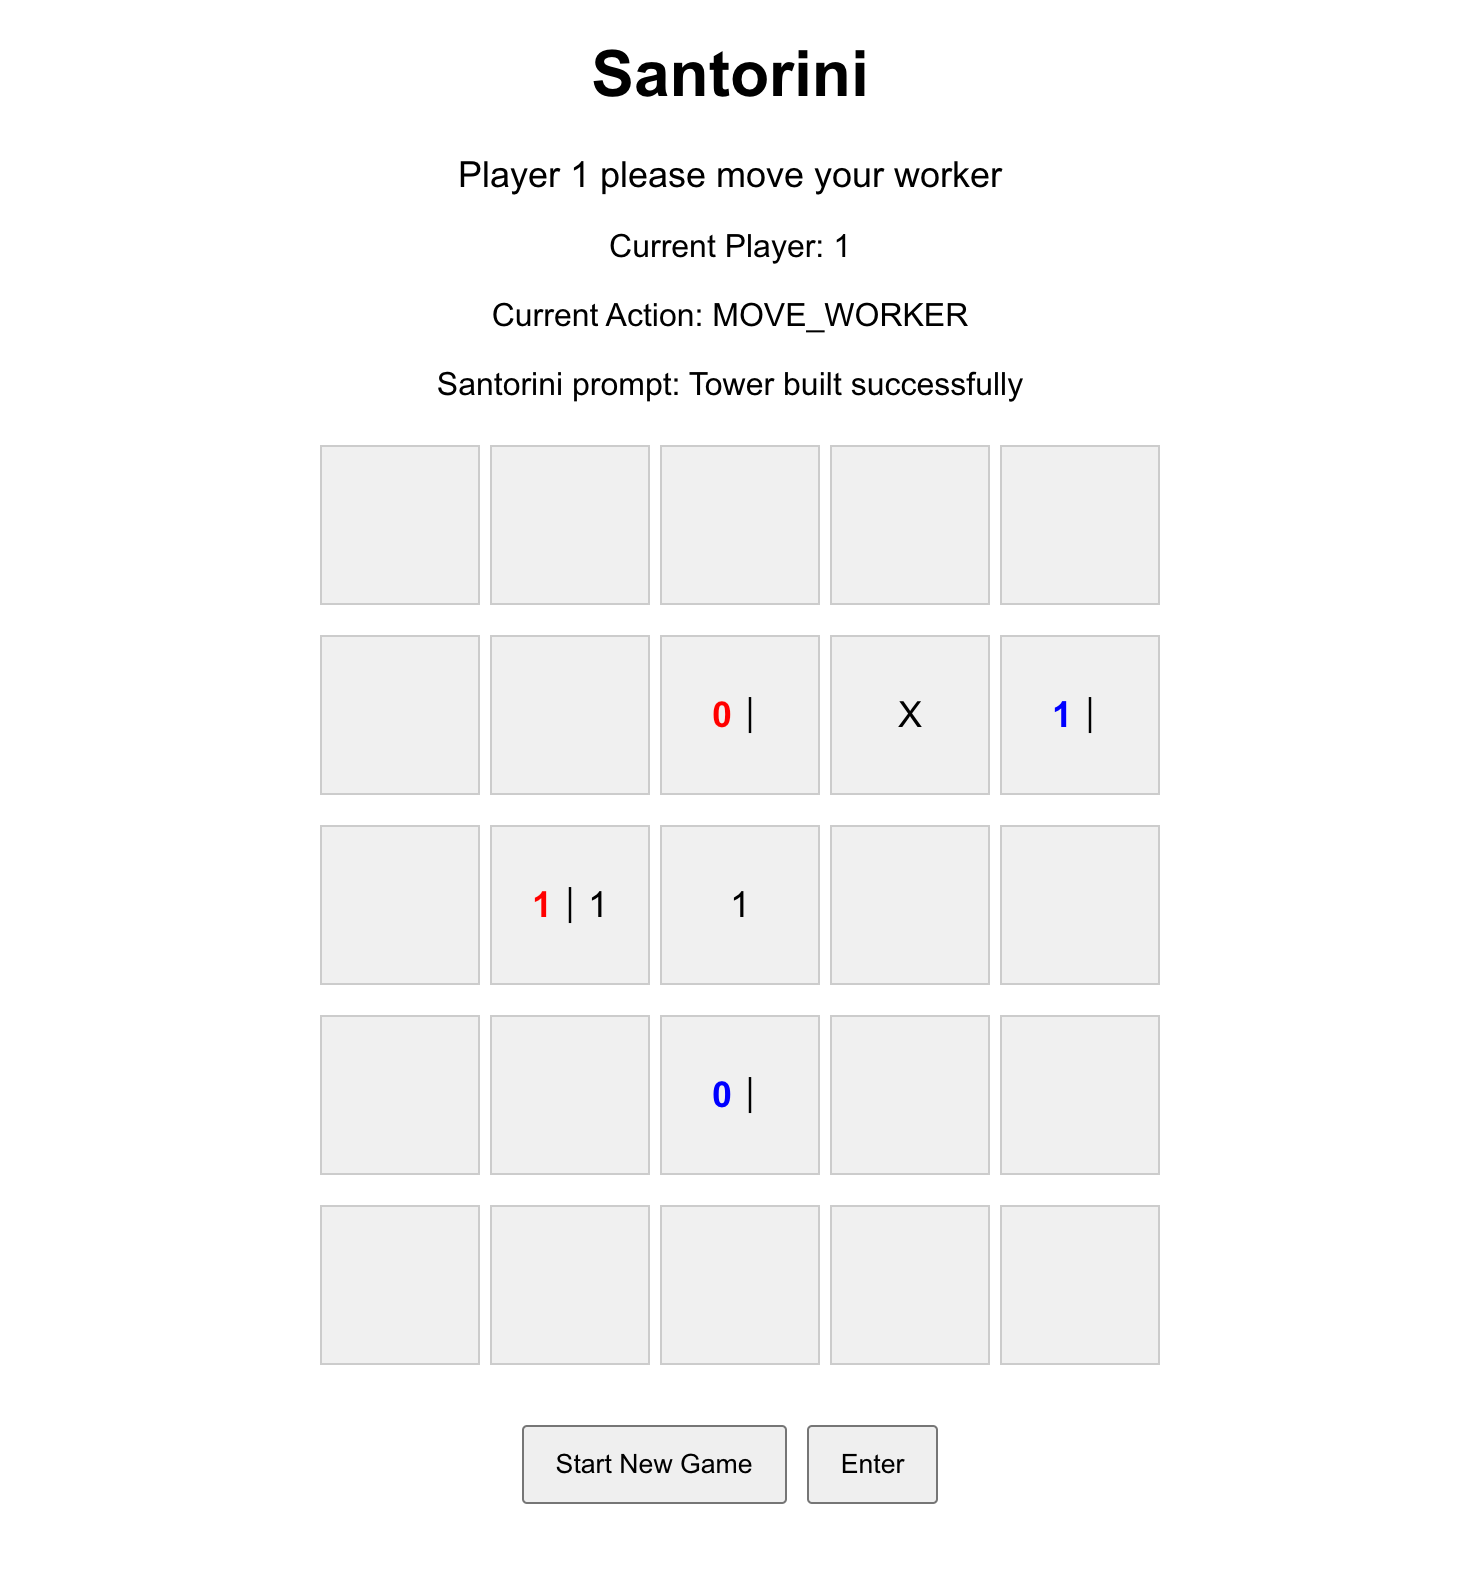 Santorini
Player 1 please move your worker
Current Player: 1
Current Action: MOVE_WORKER
Santorini prompt: Tower built successfully
0 | X 1 |
1 | 1 1
0 |
Start New Game Enter